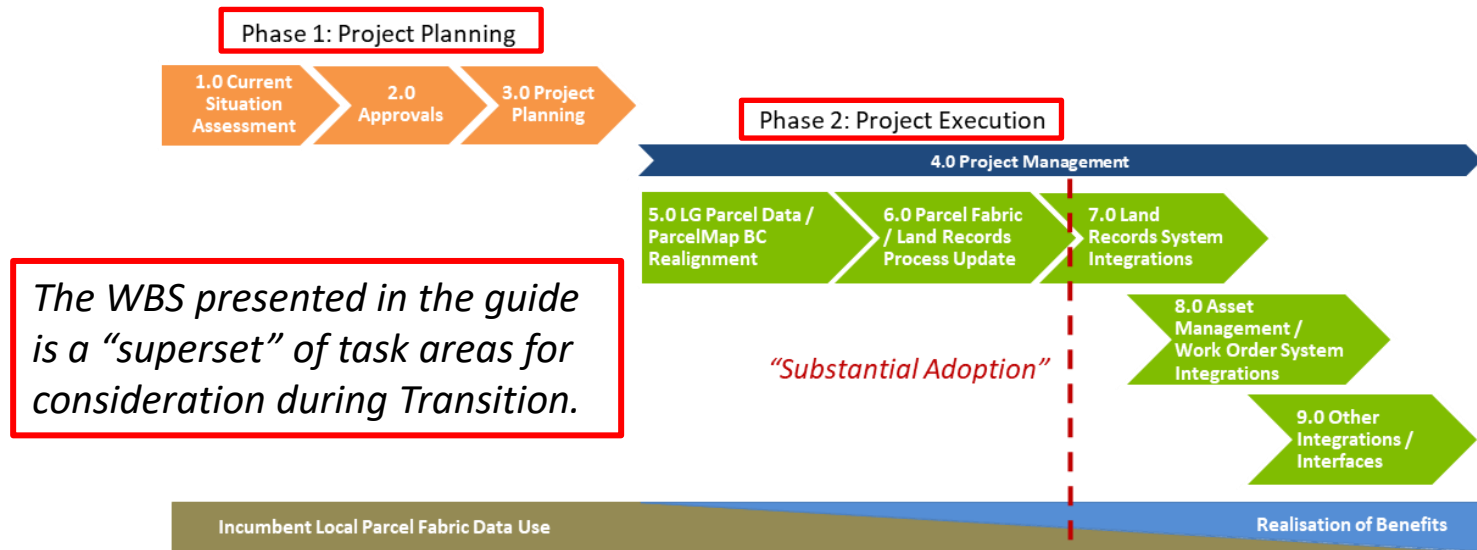 Phase 1: Project Planning
1.0 Current
Situation
Assessment
2.0
Approvals
3.0 Project
Planning
Phase 2: Project Execution
4.0 Project Management
5.0 LG Parcel Data /
ParcelMap BC
Realignment
6.0 Parcel Fabric
/ Land Records
Process Update
7.0 Land
Records System
Integrations
The WBS presented in the guide
is a “superset” of task areas for
consideration during Transition.
8.0 Asset
Management /
Work Order System
Integrations
“Substantial Adoption”
9.0 Other
Integrations /
Interfaces
Incumbent Local Parcel Fabric Data Use
Realisation of Benefits